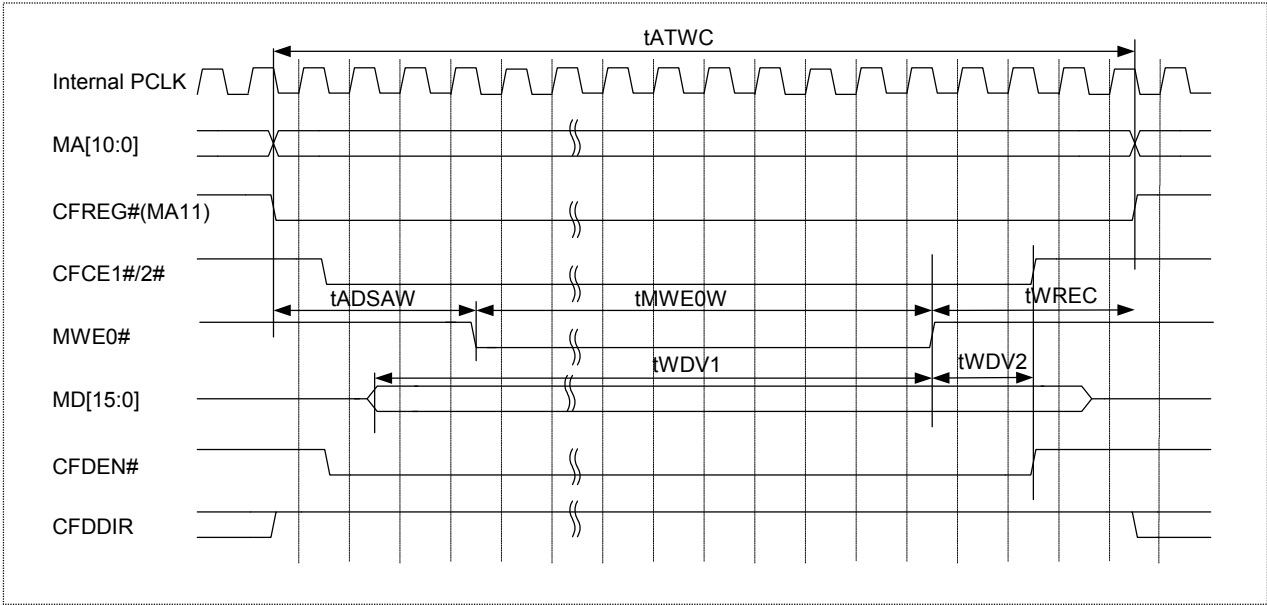 tATWC
Internal PCLK
MA[10:0]
CFREG#(MA11)
CFCE1#/2#
tADSAW
tMWE0W
tWREC
MWE0#
tWDV1
tWDV2
MD[15:0]
CFDEN#
CFDDIR